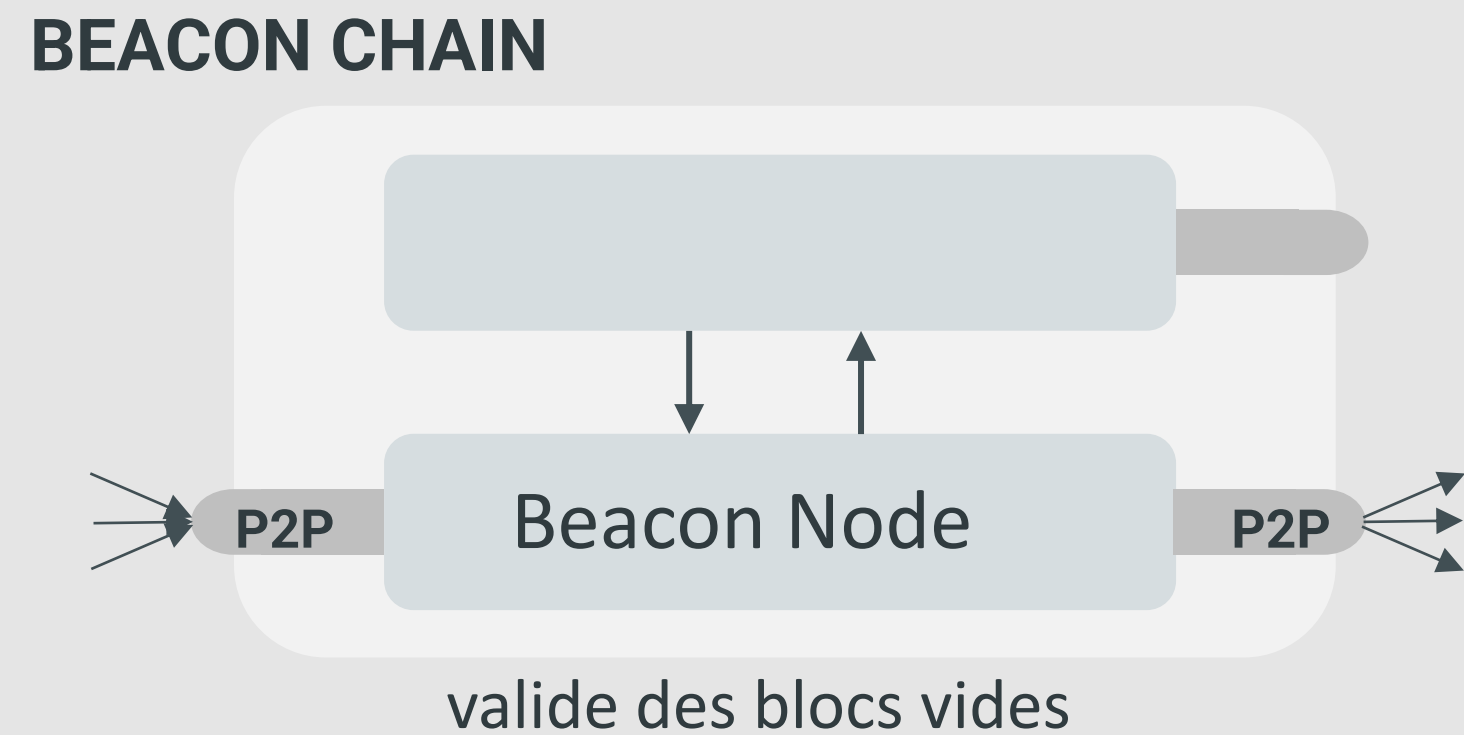 BEACON CHAIN
P2P
Beacon Node
P2P
valide des blocs vides